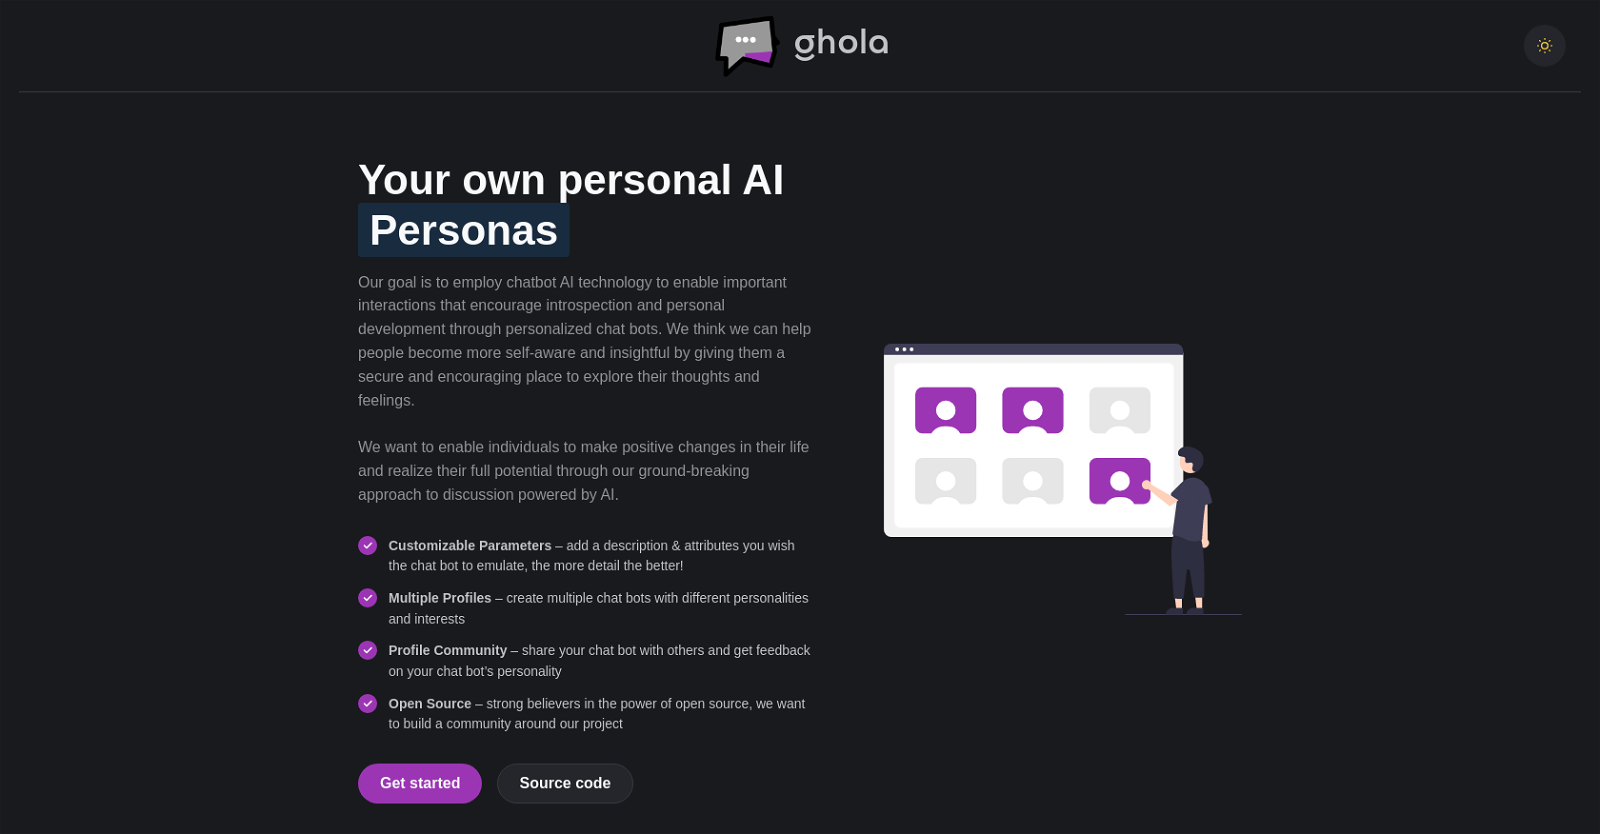 ghola
Your own personal AI
Personas
Our goal is to employ chatbot AI technology to enable important
interactions that encourage introspection and personal
development through personalized chat bots. We think we can help
people become more self-aware and insightful by giving them a
secure and encouraging place to explore their thoughts and
feelings.
We want to enable individuals to make positive changes in their life
and realize their full potential through our ground-breaking
approach to discussion powered by AI.
Customizable Parameters – add a description & attributes you wish
the chat bot to emulate, the more detail the better!
Multiple Profiles – create multiple chat bots with different personalities
and interests
Profile Community – share your chat bot with others and get feedback
on your chat bot's personality
Open Source – strong believers in the power of open source, we want
to build a community around our project
Get started
Source code